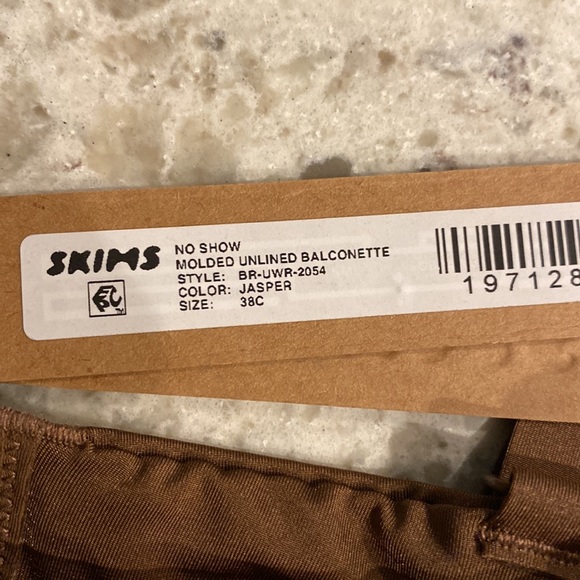 SKIMS
NO SHOW
MOLDED UNLINED BALCONETTE
STYLE: BR-UWR-2054
COLOR: JASPER
SIZE: 38C
197128